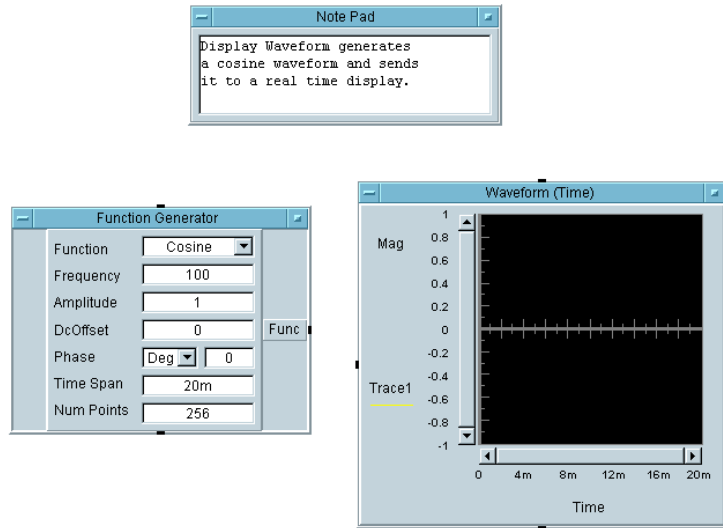 Note Pad
Display Waveform generates
a cosine waveform and sends
it to a real time display.
Function Generator
Function Cosine
Frequency 100
Amplitude 1
DcOffset 0
Phase Deg 0
Time Span 20m
Num Points 256
Func
Waveform (Time)
Mag
Trace1
1
0.8
0.6
0.4
0.2
0
-0.2
-0.4
-0.6
-0.8
-1
0 4m 8m 12m 16m 20m
Time